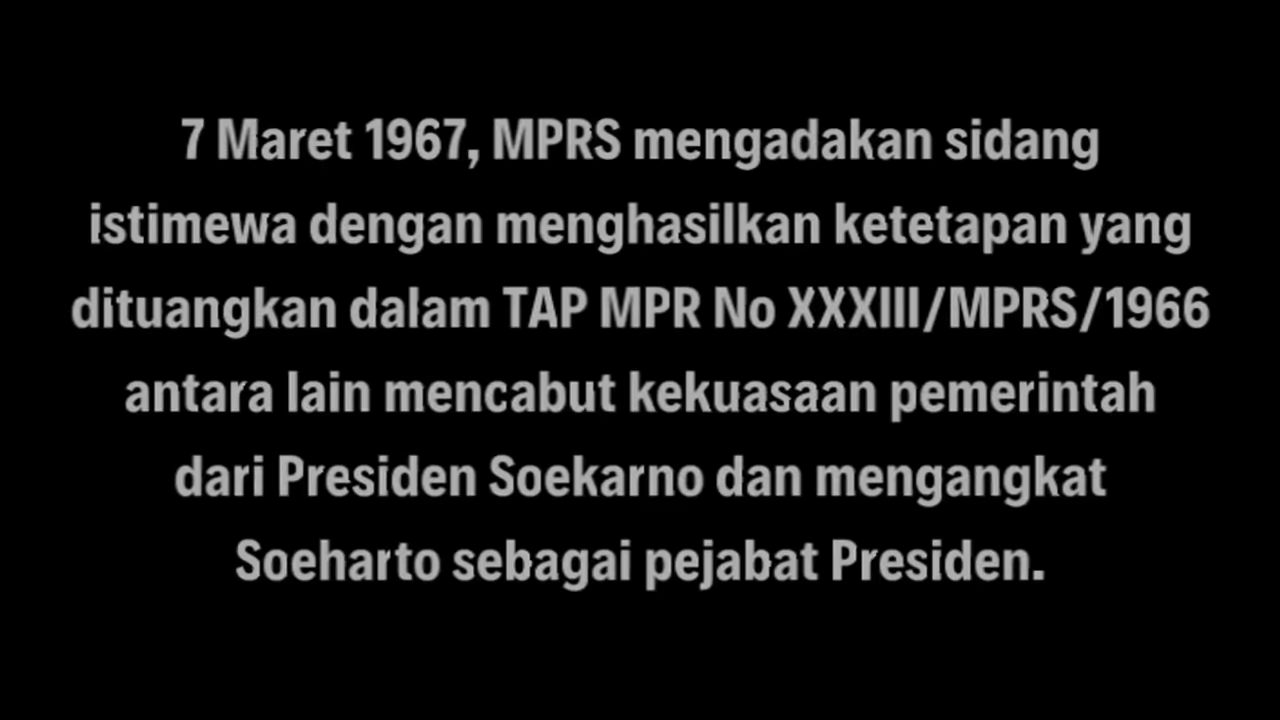 7 Maret 1967, MPRS mengadakan sidang
istimewa dengan menghasilkan ketetapan yang
dituangkan dalam TAP MPR No XXXIII/MPRS/1966
antara lain mencabut kekuasaan pemerintah
dari Presiden Soekarno dan mengangkat
Soeharto sebagai pejabat Presiden.